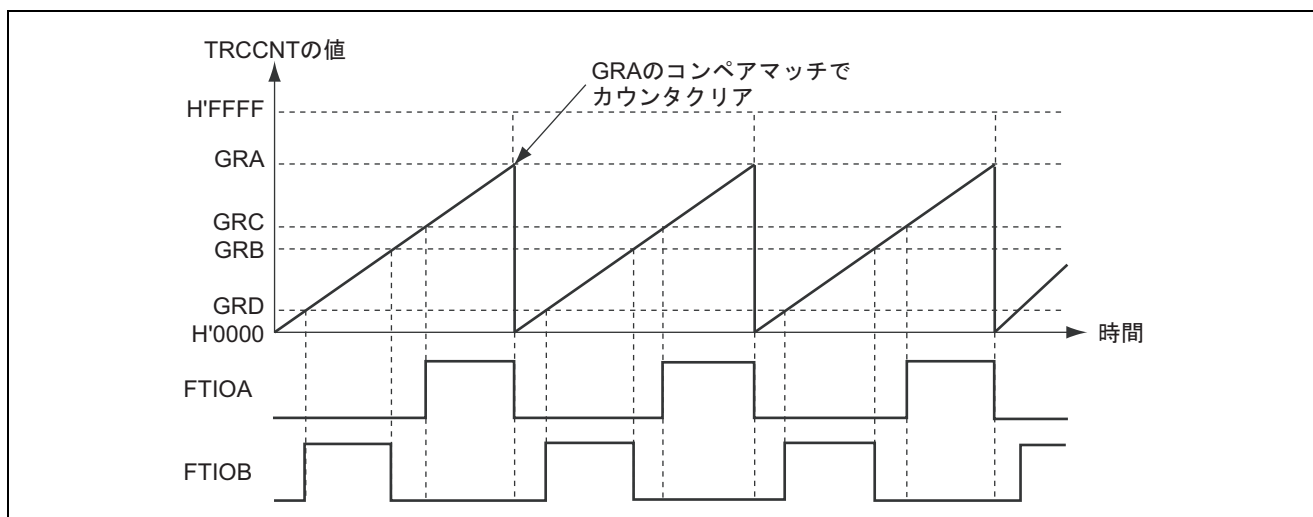 TRCCNTの値
GRAのコンペアマッチで
カウンタクリア
H'FFFF
GRA
GRC
GRB
GRD
H'0000
時間
FTIOA
FTIOB